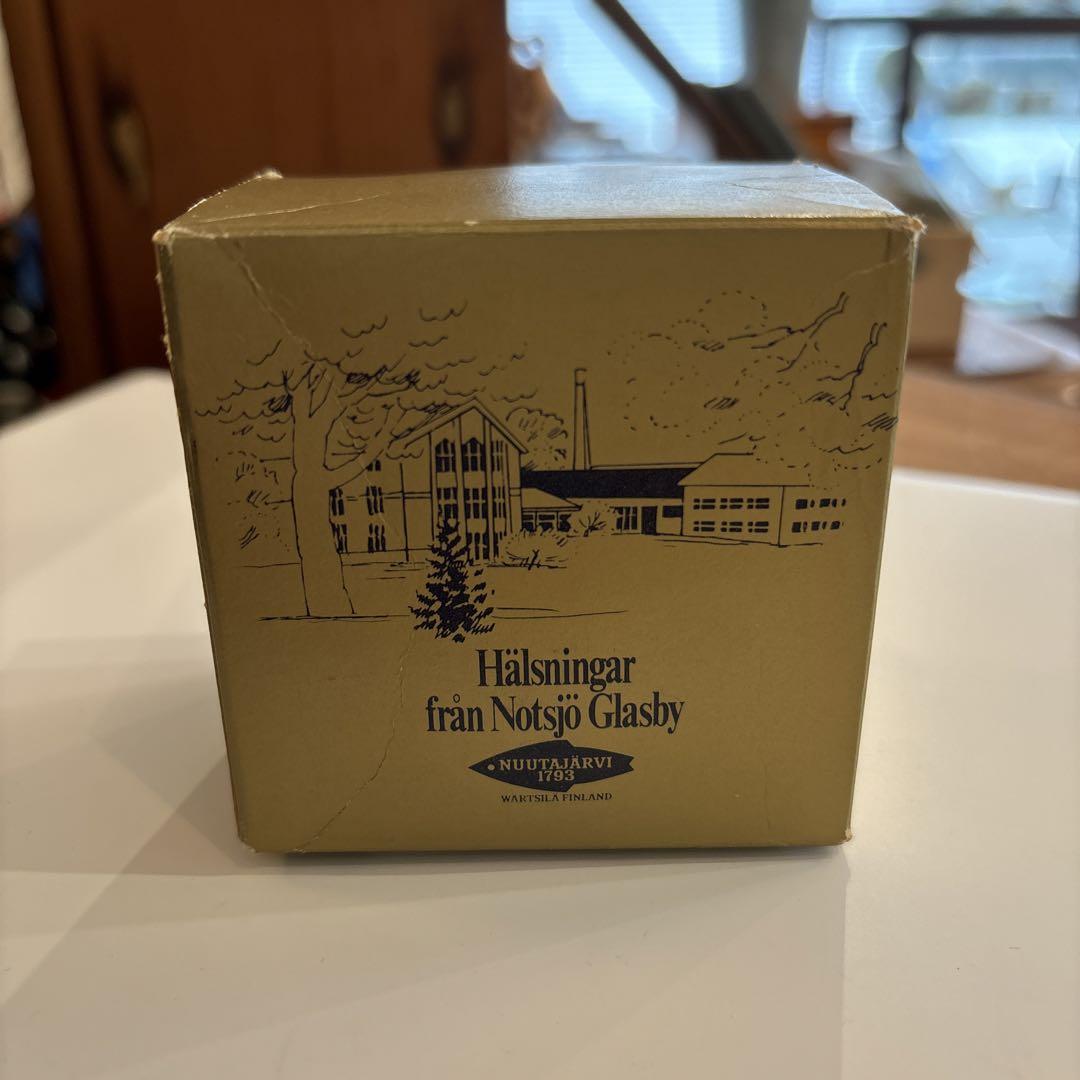 Hälsningar
från Notsjö Glasby
NUUTAJÄRVI
1793
WÄRTSILÄ FINLAND